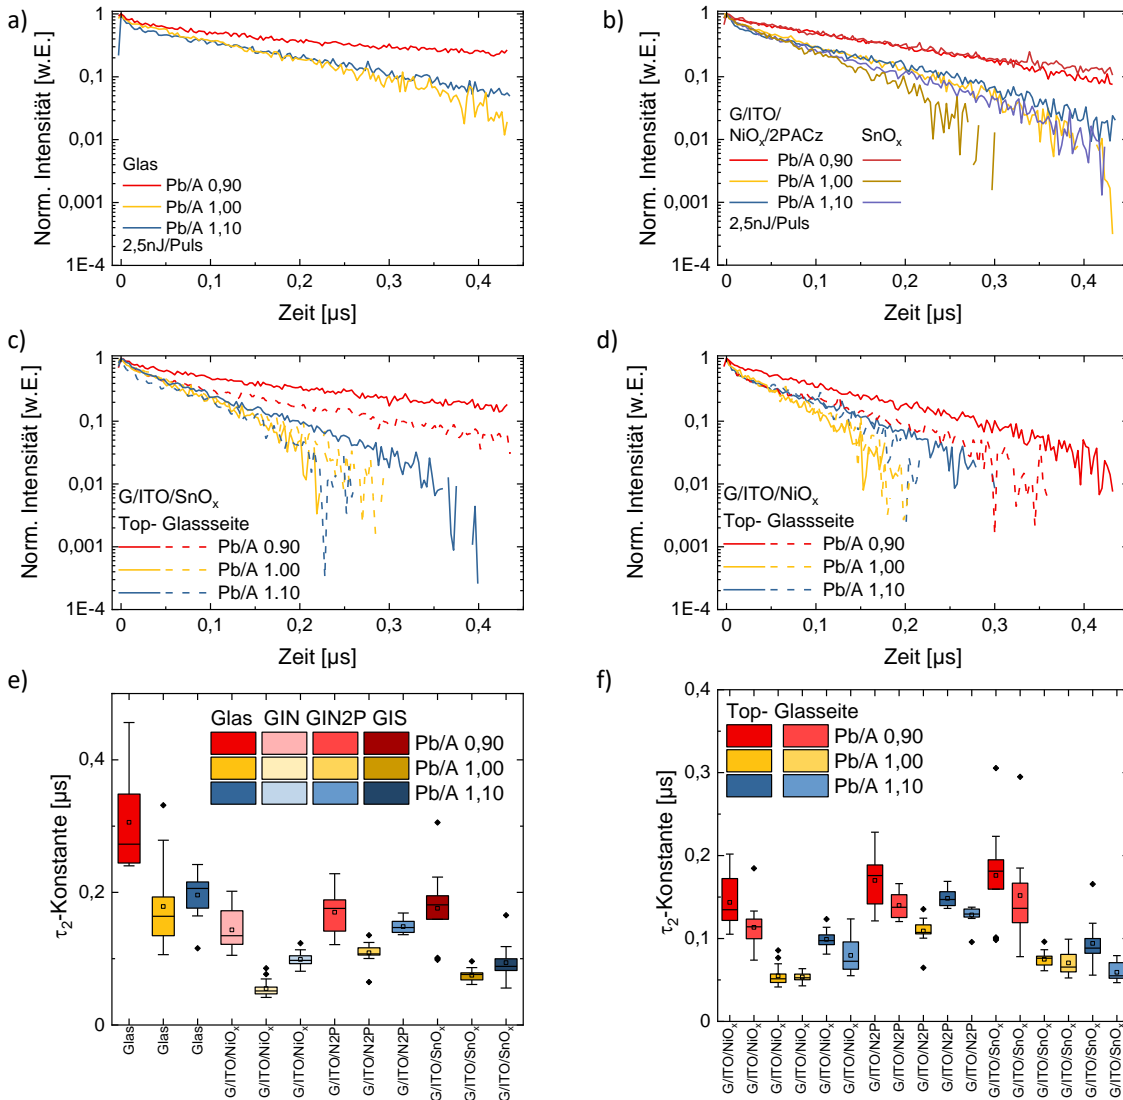 a)
Norm. Intensität [w.E.]
1
0,1
0,01
0,001
1E-4
Glas
Pb/A 0,90
Pb/A 1,00
Pb/A 1,10
2,5nJ/Puls
0
0,1
0,2
0,3
0,4
Zeit [µs]
b)
Norm. Intensität [w.E.]
1
0,1
0,01
0,001
1E-4
G/ITO/
NiOx/2PACz SnOx
Pb/A 0,90
Pb/A 1,00
Pb/A 1,10
2,5nJ/Puls
0
0,1
0,2
0,3
0,4
Zeit [µs]
c)
Norm. Intensität [w.E.]
1
0,1
0,01
0,001
1E-4
G/ITO/SnOx
Top- Glassseite
Pb/A 0.90
Pb/A 1.00
Pb/A 1.10
0
0,1
0,2
0,3
0,4
Zeit [µs]
d)
Norm. Intensität [w.E.]
1
0,1
0,01
0,001
1E-4
G/ITO/NiOx
Top- Glassseite
Pb/A 0,90
Pb/A 1,00
Pb/A 1,10
0
0,1
0,2
0,3
0,4
Zeit [µs]
e)
τ2-Konstante [µs]
0,4
0,2
0
Glas GIN GIN2P GIS
Pb/A 0,90
Pb/A 1,00
Pb/A 1,10
Glas
Glas
Glas
G/ITO/NiOx
G/ITO/NiOx
G/ITO/NiOx
G/ITO/N2P
G/ITO/N2P
G/ITO/N2P
G/ITO/SnOx
G/ITO/SnOx
G/ITO/SnOx
f)
τ2-Konstante [µs]
0,4
0,3
0,2
0,1
0
Top- Glasseite
Pb/A 0,90
Pb/A 1,00
Pb/A 1,10
G/ITO/NiOx
G/ITO/NiOx
G/ITO/NiOx
G/ITO/NiOx
G/ITO/NiOx
G/ITO/NiOx
G/ITO/N2P
G/ITO/N2P
G/ITO/N2P
G/ITO/N2P
G/ITO/N2P
G/ITO/N2P
G/ITO/SnOx
G/ITO/SnOx
G/ITO/SnOx
G/ITO/SnOx
G/ITO/SnOx
G/ITO/SnOx